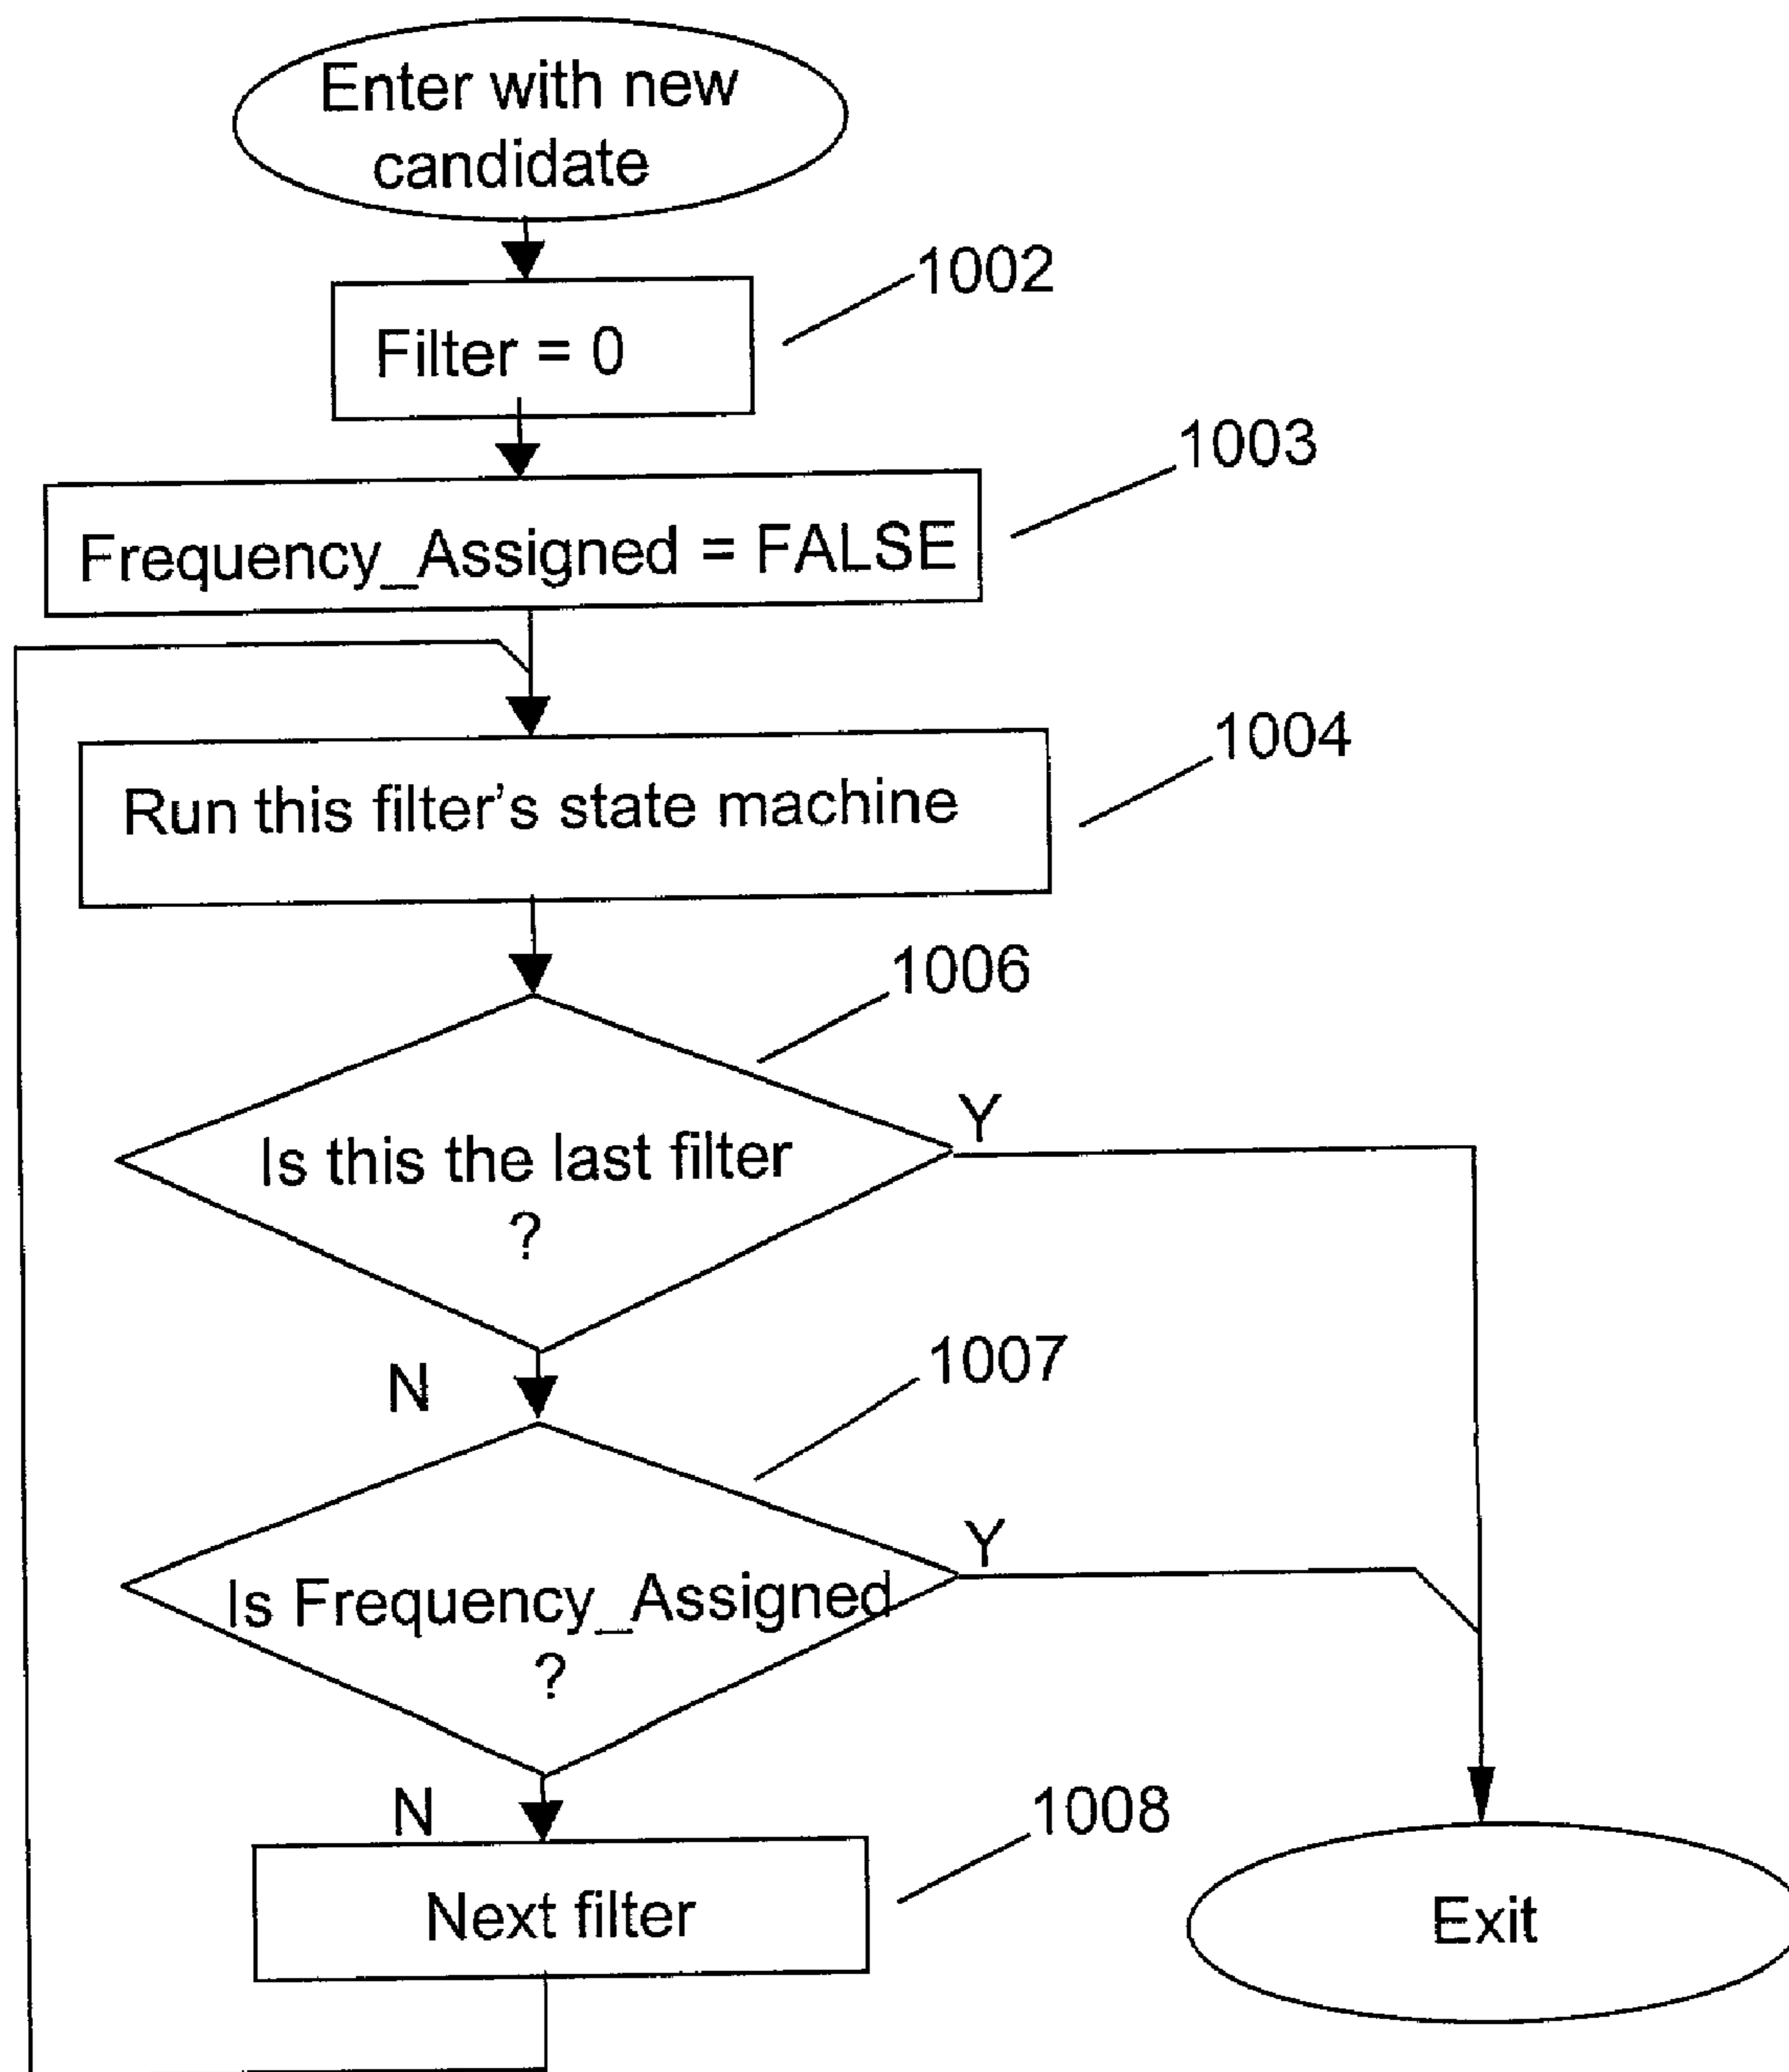 Enter with new
candidate
1002
Filter = 0
1003
Frequency_Assigned = FALSE
1004
Run this filter's state machine
1006
Is this the last filter
?
Y
N
1007
Is Frequency_Assigned
?
Y
N
1008
Next filter
Exit